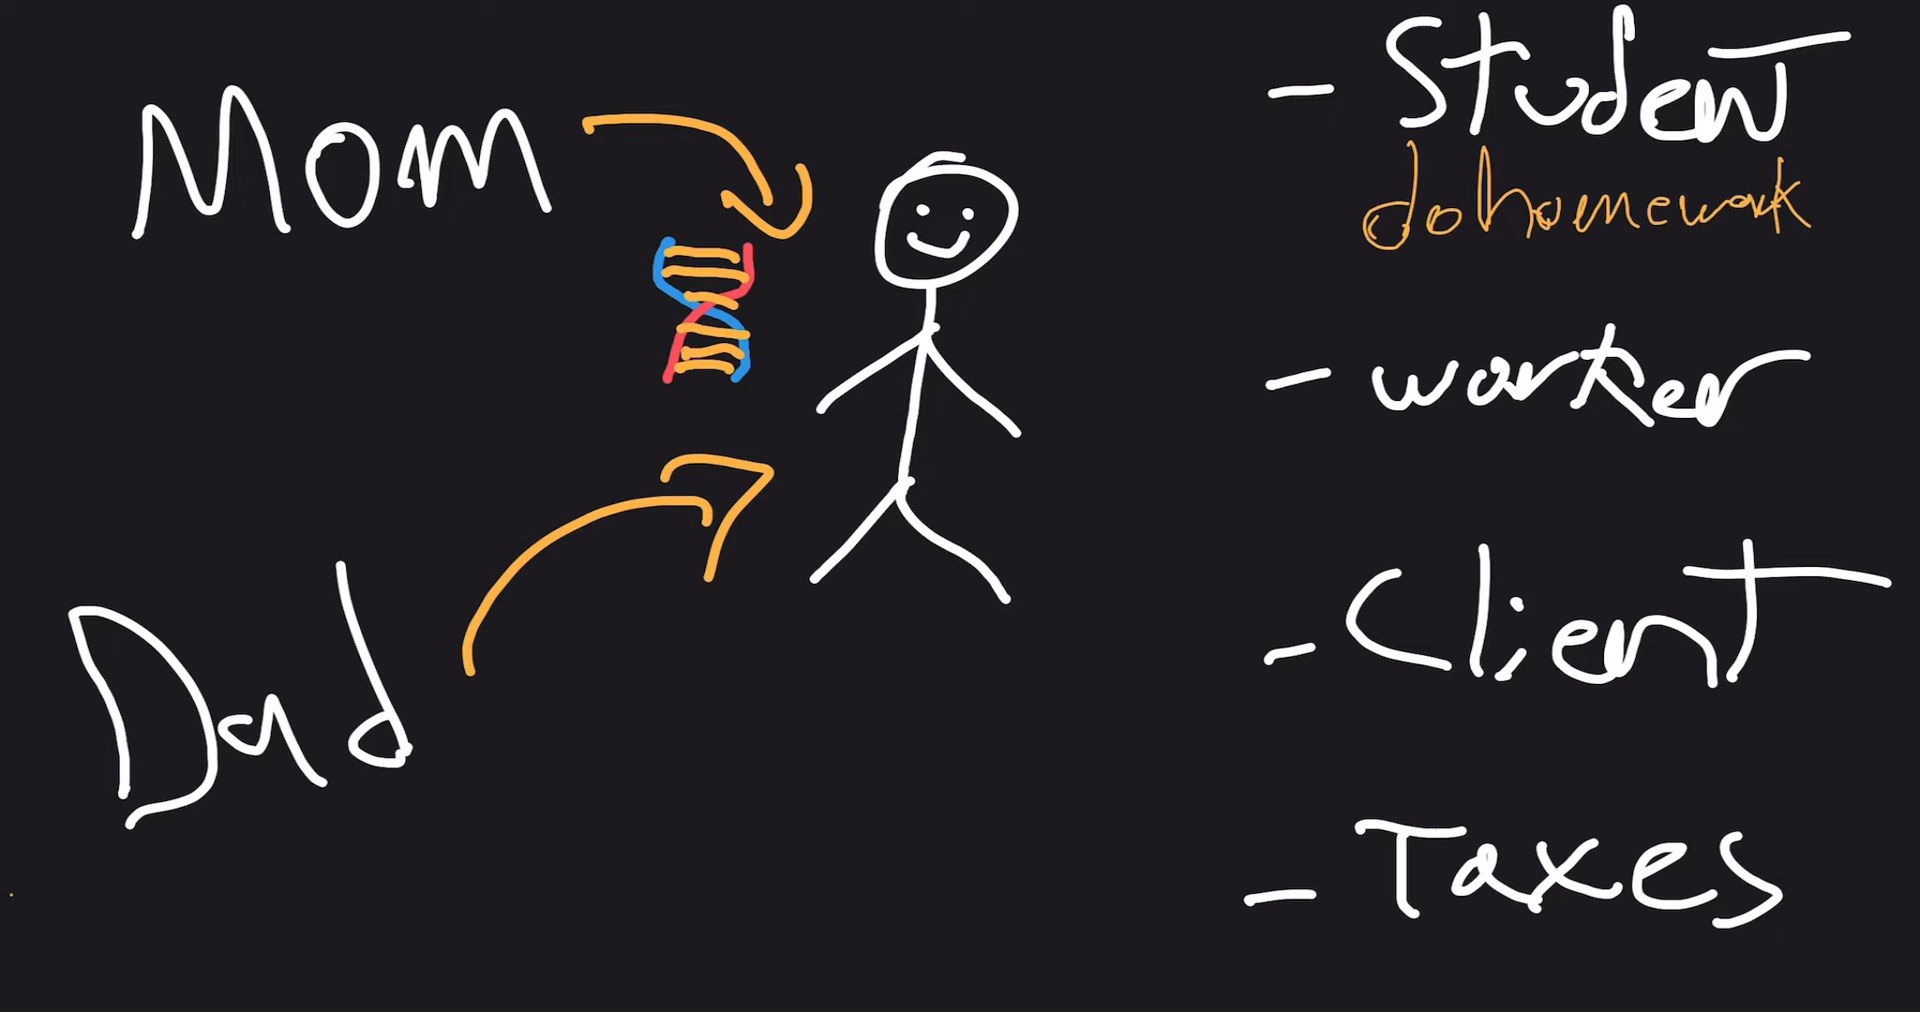 Mom
Dad
- Student
do homework
- worker
- Client
- Taxes